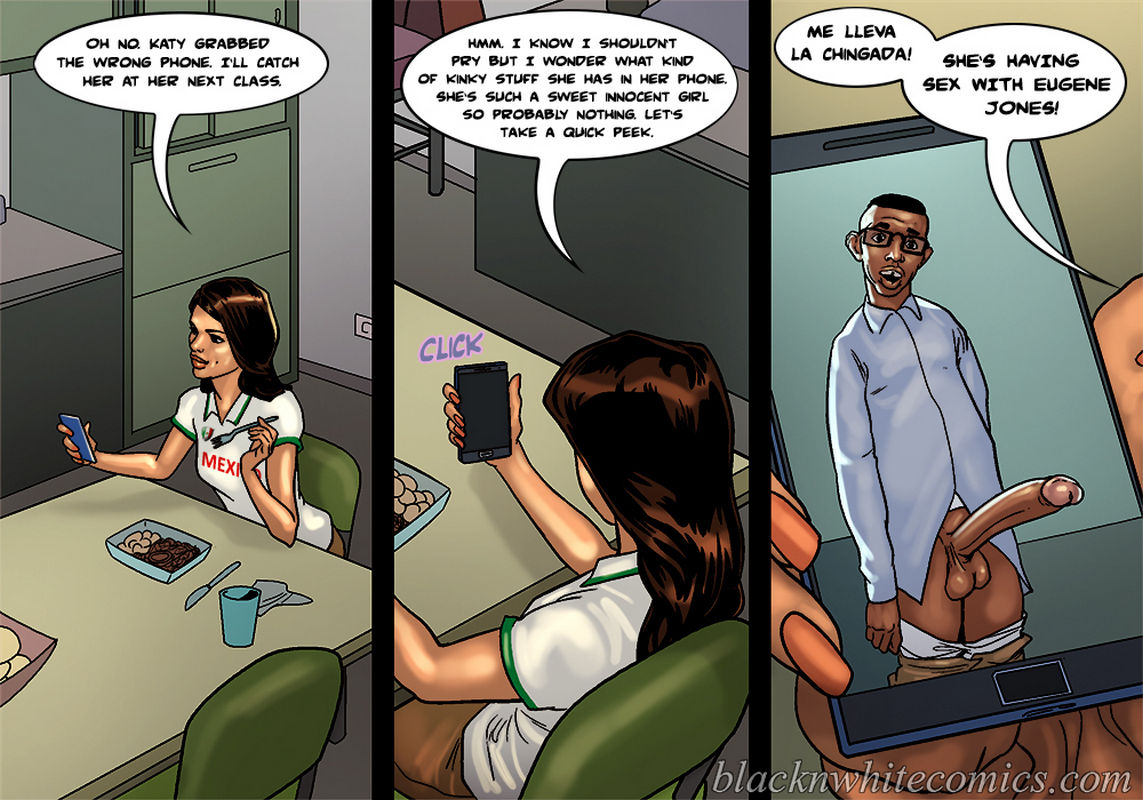 OH NO. KATY GRABBED
THE WRONG PHONE. I'LL CATCH
HER AT HER NEXT CLASS.
MEXI O
HMM. I KNOW I SHOULDN'T
PRY BUT I WONDER WHAT KIND
OF KINKY STUFF SHE HAS IN HER PHONE.
SHE'S SUCH A SWEET INNOCENT GIRL
SO PROBABLY NOTHING. LET'S
TAKE A QUICK PEEK.
CLICK
ME LLEVA
LA CHINGADA!
SHE'S HAVING
SEX WITH EUGENE
JONES!
blacknwhitecomics.com